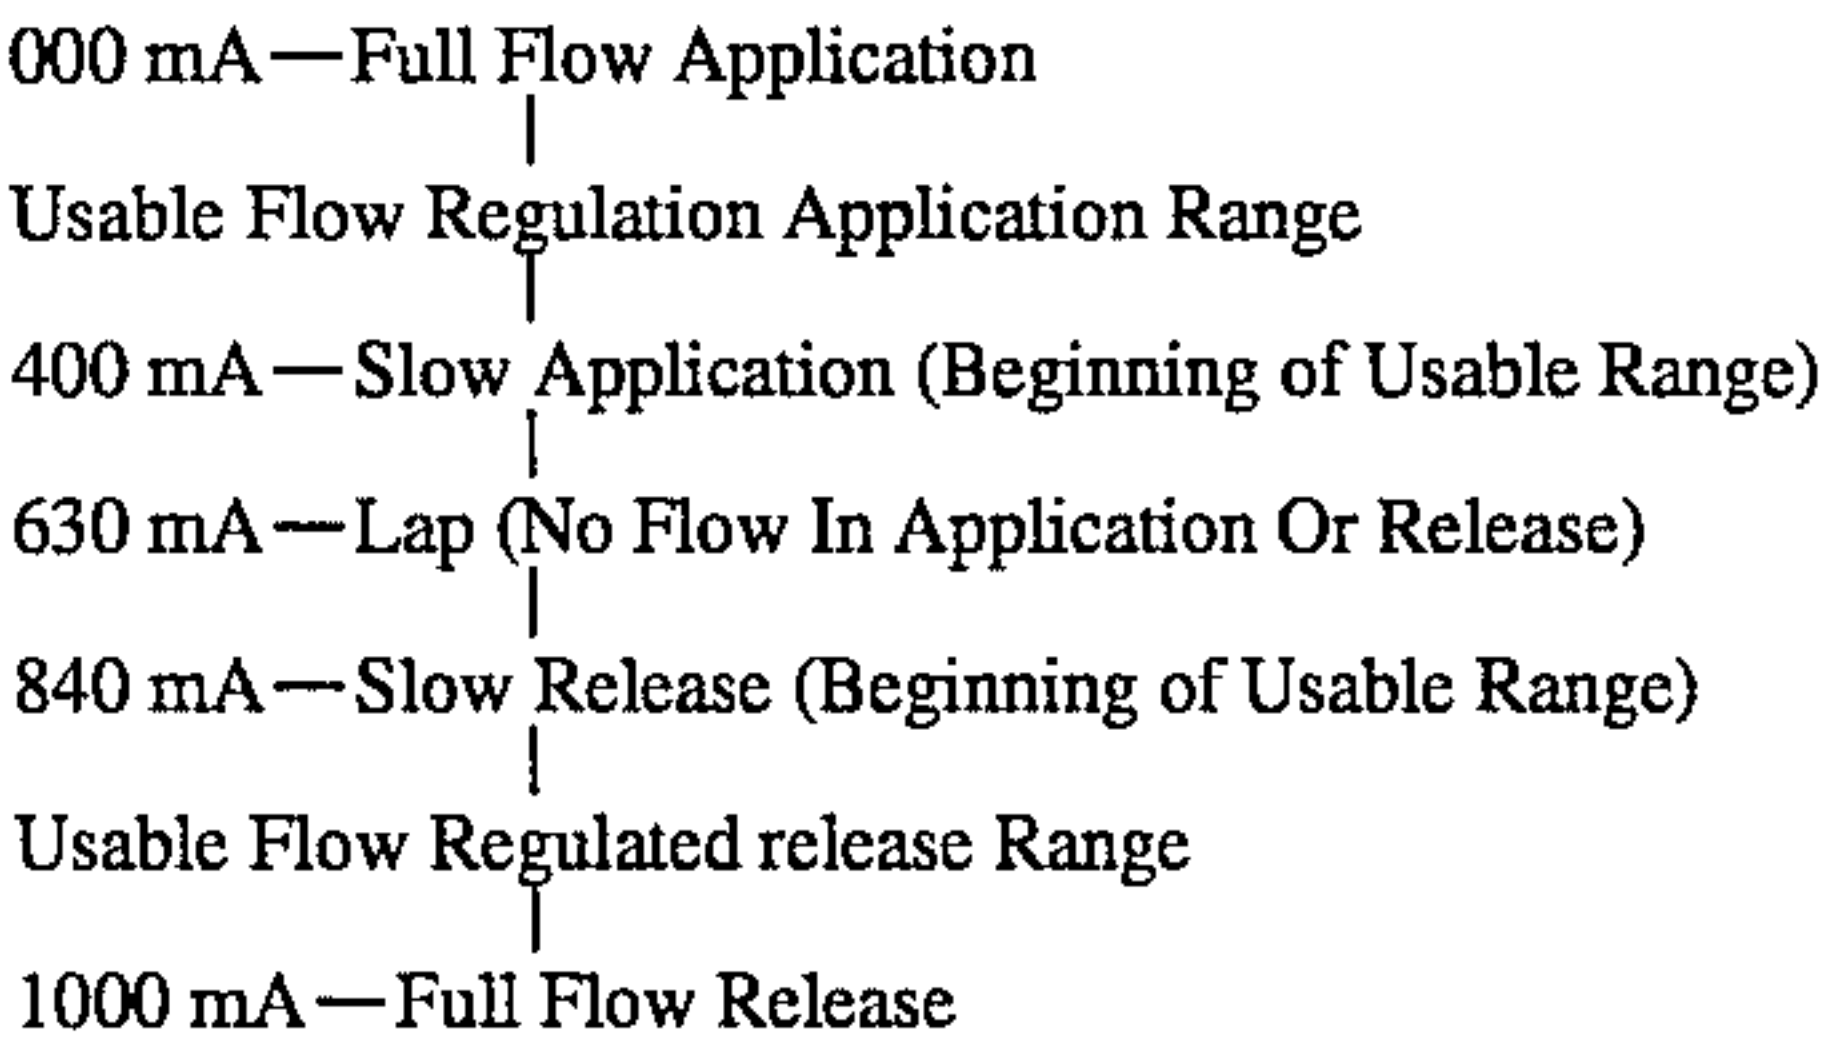 000 mA—Full Flow Application
Usable Flow Regulation Application Range
400 mA—Slow Application (Beginning of Usable Range)
630 mA—Lap (No Flow In Application Or Release)
840 mA—Slow Release (Beginning of Usable Range)
Usable Flow Regulated release Range
1000 mA—Full Flow Release